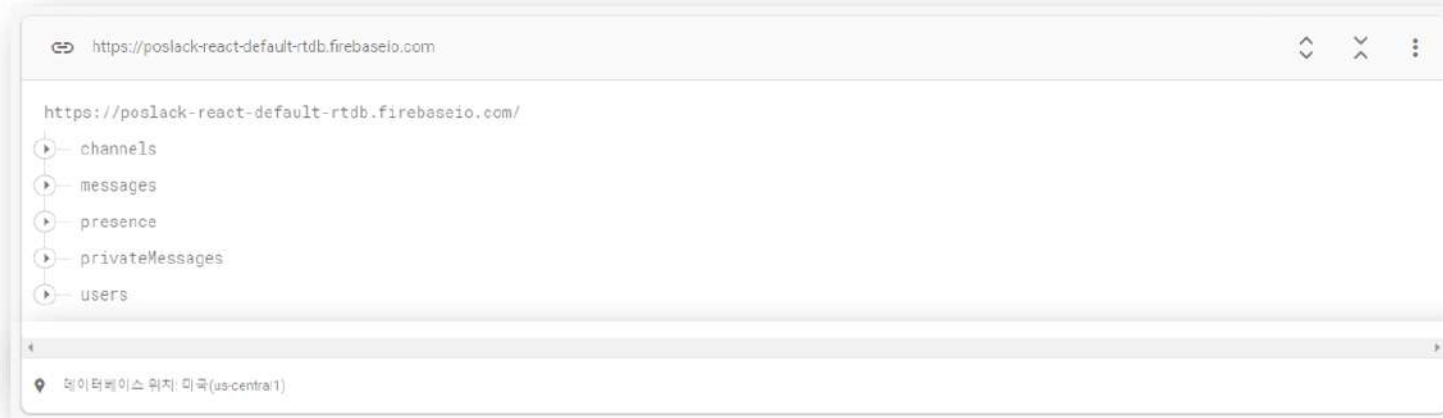 https://poslack-react-default-rtdb.firebaseio.com
https://poslack-react-default-rtdb.firebaseio.com/
channels
messages
presence
privateMessages
users
데이터베이스 위치: 미국(us-central1)